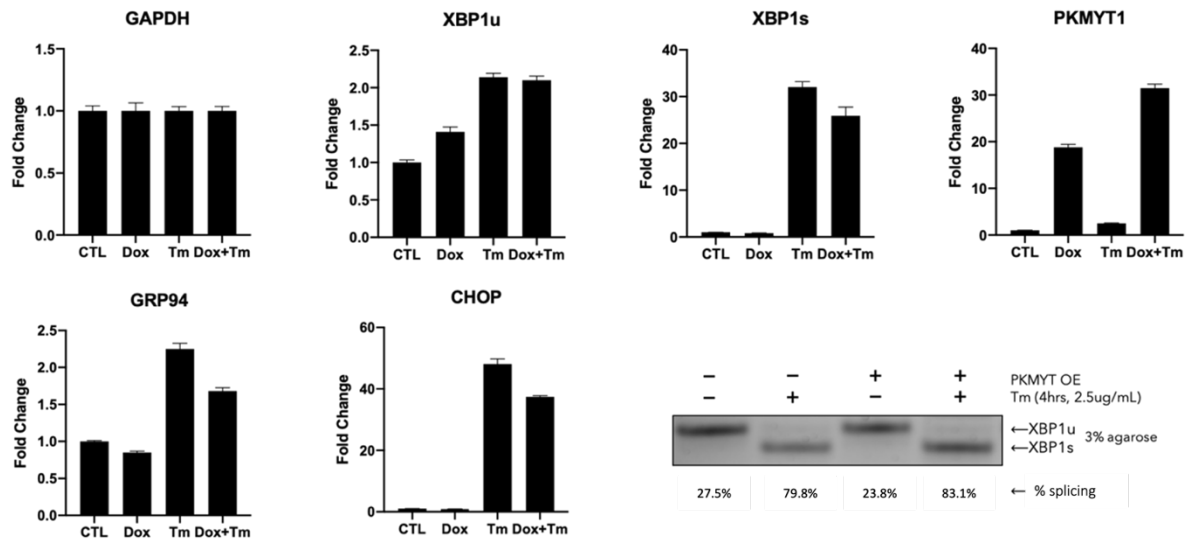 GAPDH
Fold Change
1.5
1.0
0.5
0.0
CTL Dox Tm Dox+Tm
XBP1u
Fold Change
2.5
2.0
1.5
1.0
0.5
0.0
CTL Dox Tm Dox+Tm
XBP1s
Fold Change
40
30
20
10
0
CTL Dox Tm Dox+Tm
PKMYT1
Fold Change
40
30
20
10
0
CTL Dox Tm Dox+Tm
GRP94
Fold Change
2.5
2.0
1.5
1.0
0.5
0.0
CTL Dox Tm Dox+Tm
CHOP
Fold Change
60
40
20
0
CTL Dox Tm Dox+Tm
− − + + PKMYT OE
− + − + Tm (4hrs, 2.5ug/mL)
←XBP1u
3% agarose
←XBP1s
27.5% 79.8% 23.8% 83.1% ← % splicing